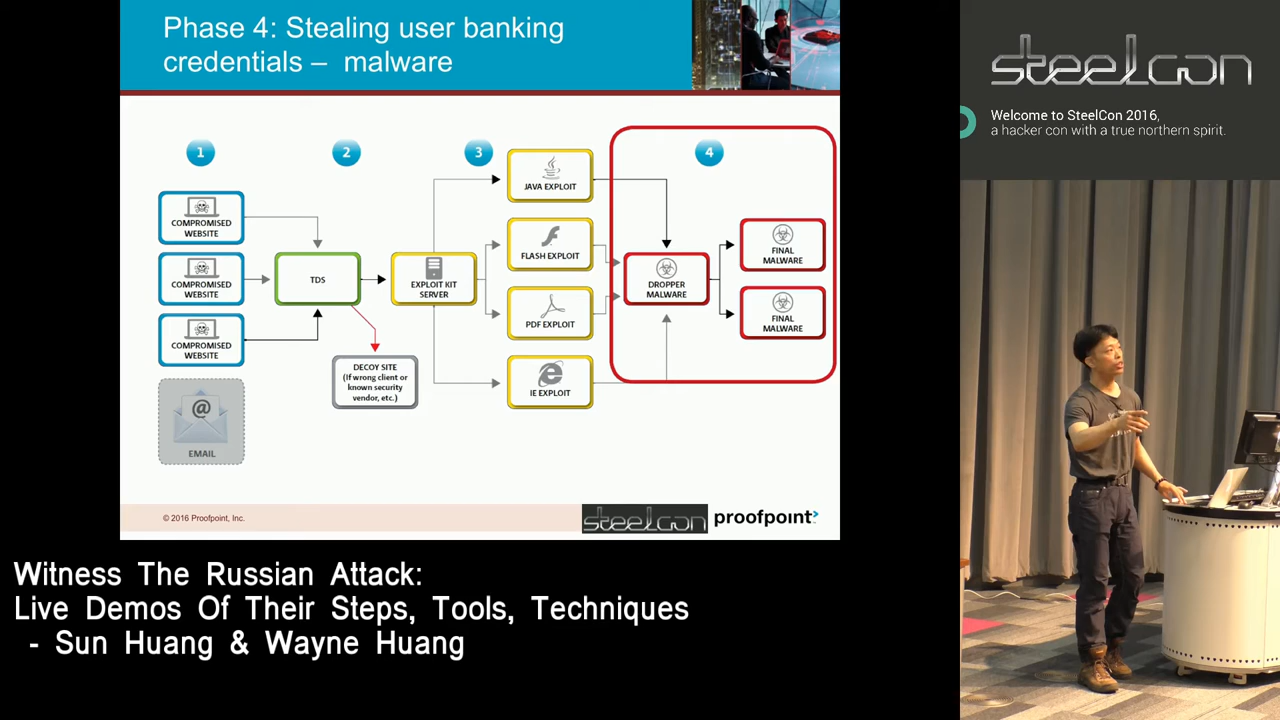 Phase 4: Stealing user banking
credentials – malware
steelcon
Welcome to SteelCon 2016,
a hacker con with a true northern spirit.
1
2
3
4
COMPROMISED
WEBSITE
COMPROMISED
WEBSITE
COMPROMISED
WEBSITE
@
EMAIL
TDS
DECOY SITE
(If wrong client or
known security
vendor, etc.)
EXPLOIT KIT
SERVER
JAVA EXPLOIT
FLASH EXPLOIT
PDF EXPLOIT
IE EXPLOIT
DROPPER
MALWARE
FINAL
MALWARE
FINAL
MALWARE
© 2016 Proofpoint, Inc.
steelcon
proofpoint
Witness The Russian Attack:
Live Demos Of Their Steps, Tools, Techniques
- Sun Huang & Wayne Huang